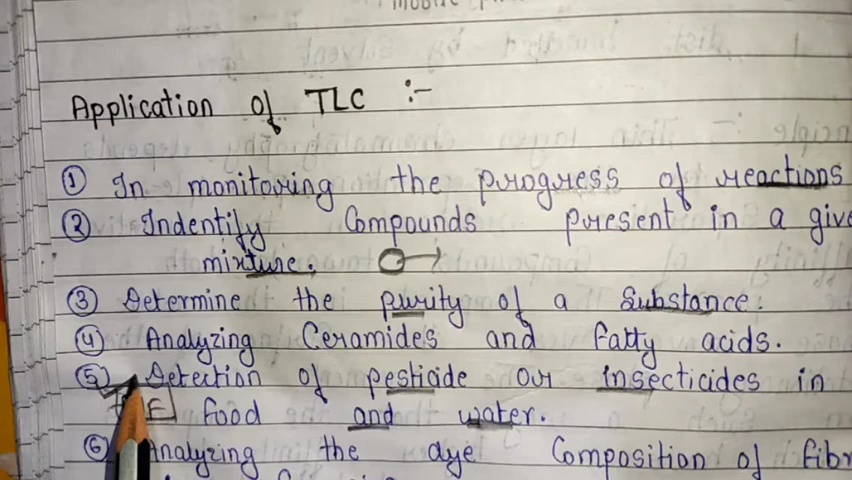 Application of TLC :-
① In monitoring the progress of reactions
② Indentify Compounds present in a give
mixture.
③ Determine the purity of a Substance.
④ Analyzing Ceramides and fatty acids.
⑤ Detection of pesticide or insecticides in
food and water.
⑥ Analyzing the dye Composition of fibr